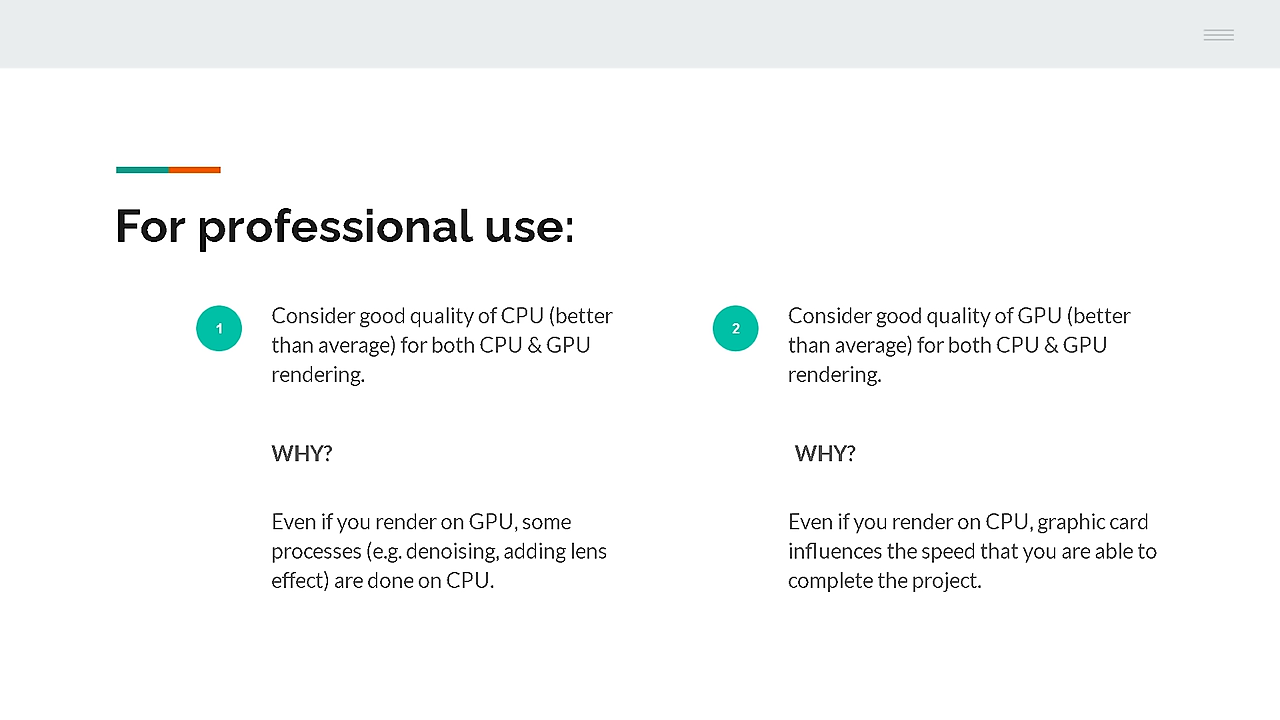 For professional use:
1
Consider good quality of CPU (better
than average) for both CPU & GPU
rendering.
WHY?
Even if you render on GPU, some
processes (e.g. denoising, adding lens
effect) are done on CPU.
2
Consider good quality of GPU (better
than average) for both CPU & GPU
rendering.
WHY?
Even if you render on CPU, graphic card
influences the speed that you are able to
complete the project.